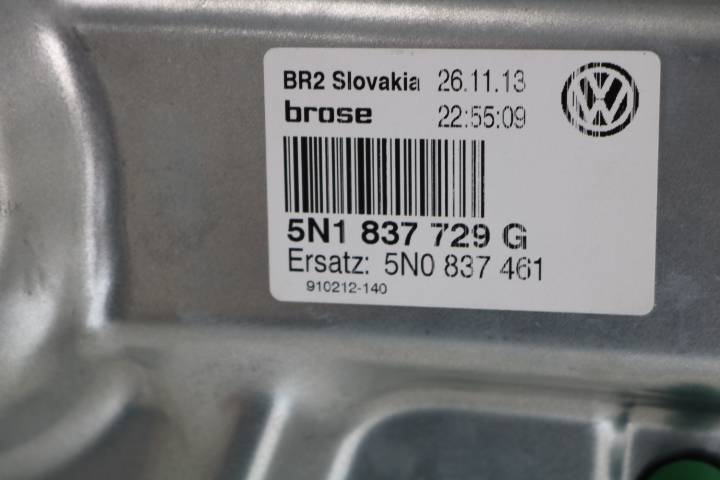 BR2 Slovakia 26.11.13
brose 22:55:09
5N1 837 729 G
Ersatz: 5N0 837 461
910212-140